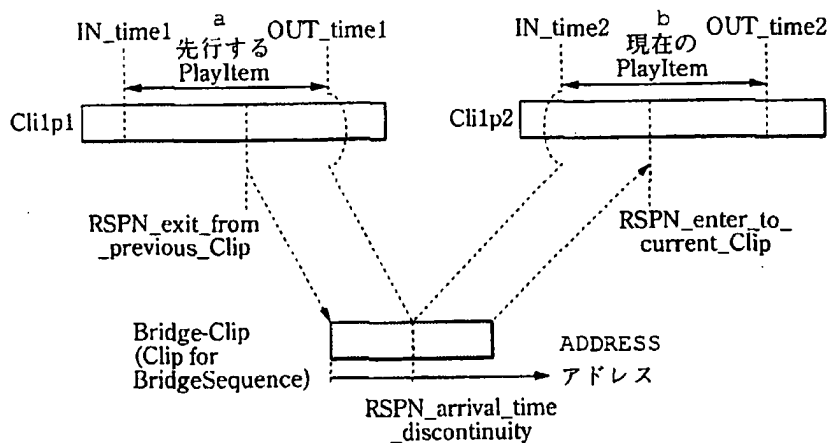 a
IN_time1 先行する OUT_time1
PlayItem
Cli1p1
b
IN_time2 現在の OUT_time2
PlayItem
Cli1p2
RSPN_exit_from
_previous_Clip
RSPN_enter_to_
current_Clip
Bridge-Clip
(Clip for
BridgeSequence)
ADDRESS
アドレス
RSPN_arrival_time
_discontinuity